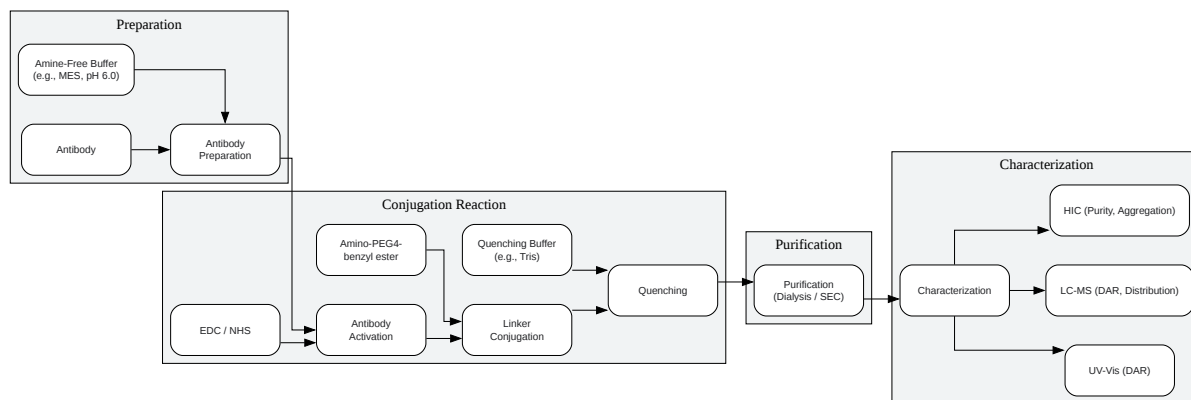 Preparation
Amine-Free Buffer
(e.g., MES, pH 6.0)
Antibody
Antibody
Preparation
Conjugation Reaction
Amino-PEG4-
benzyl ester
Quenching Buffer
(e.g., Tris)
EDC / NHS
Antibody
Activation
Linker
Conjugation
Quenching
Purification
Purification
(Dialysis / SEC)
Characterization
Characterization
HIC (Purity, Aggregation)
LC-MS (DAR, Distribution)
UV-Vis (DAR)